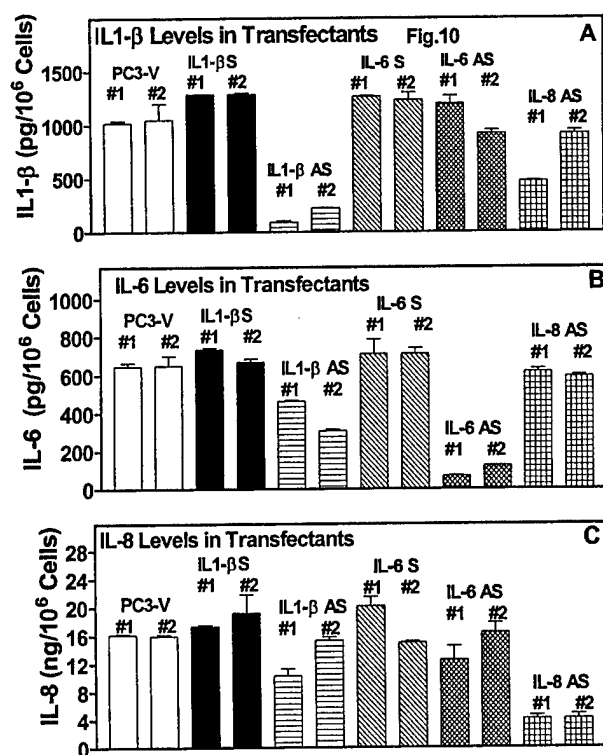 IL1-β Levels in Transfectants Fig.10 A
IL1-β (pg/10⁶ Cells)
1500
1000
500
0
PC3-V
#1 #2
IL1-βS
#1 #2
IL1-β AS
#1 #2
IL-6 S
#1 #2
IL-6 AS
#1 #2
IL-8 AS
#1 #2
IL-6 Levels in Transfectants B
IL-6 (pg/10⁶ Cells)
1000
800
600
400
200
0
PC3-V
#1 #2
IL1-βS
#1 #2
IL1-β AS
#1 #2
IL-6 S
#1 #2
IL-6 AS
#1 #2
IL-8 AS
#1 #2
IL-8 Levels in Transfectants C
IL-8 (ng/10⁶ Cells)
28
24
20
16
12
8
4
0
PC3-V
#1 #2
IL1-βS
#1 #2
IL1-β AS
#1 #2
IL-6 S
#1 #2
IL-6 AS
#1 #2
IL-8 AS
#1 #2